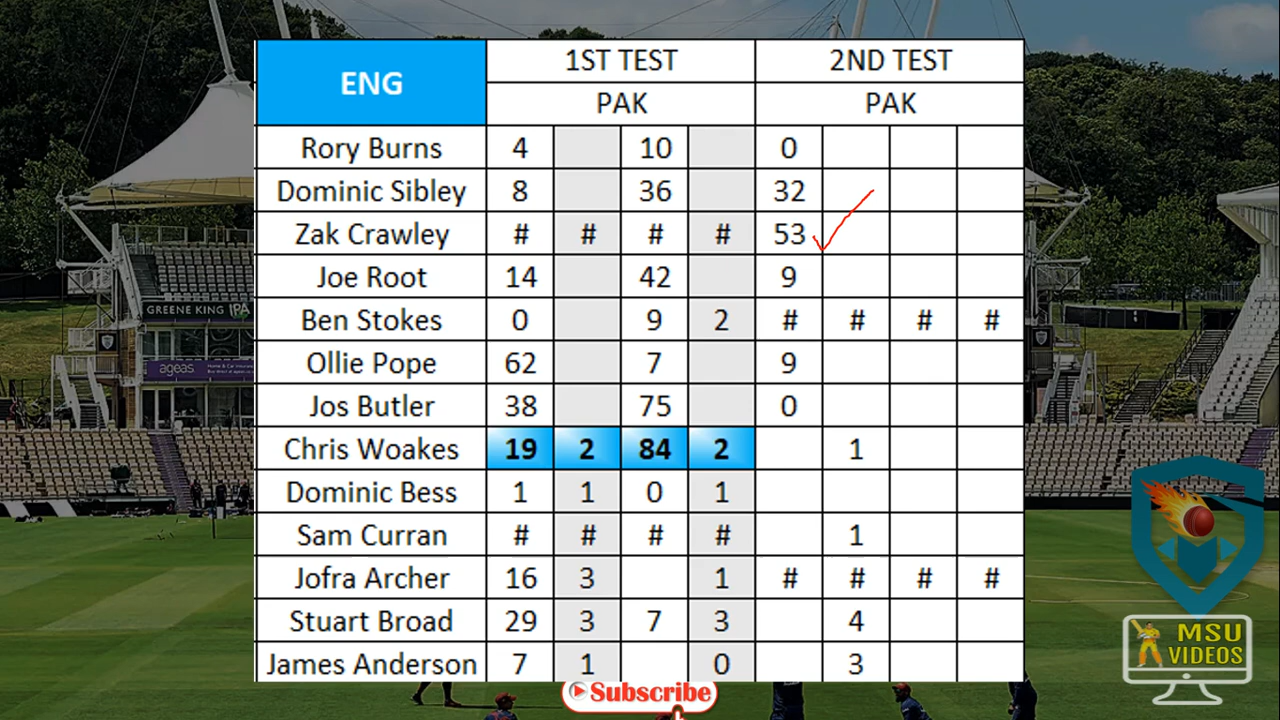 ENG 1ST TEST 2ND TEST
PAK PAK
Rory Burns 4 10 0
Dominic Sibley 8 36 32
Zak Crawley # # # # 53
Joe Root 14 42 9
Ben Stokes 0 9 2 # # # #
Ollie Pope 62 7 9
Jos Butler 38 75 0
Chris Woakes 19 2 84 2 1
Dominic Bess 1 1 0 1
Sam Curran # # # # 1
Jofra Archer 16 3 1 # # # #
Stuart Broad 29 3 7 3 4
James Anderson 7 1 0 3
GREENE KING IPA
ageas
MSU
VIDEOS
Subscribe